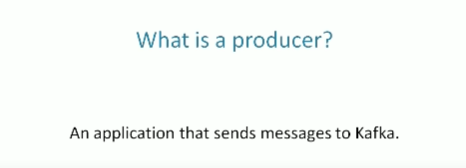 What is a producer?
An application that sends messages to Kafka.